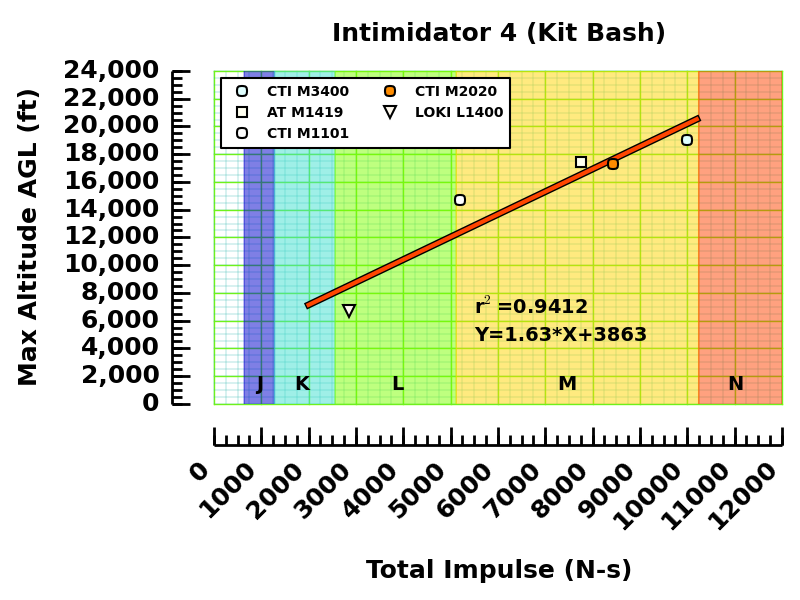 Intimidator 4 (Kit Bash)
Max Altitude AGL (ft)
24,000
22,000
20,000
18,000
16,000
14,000
12,000
10,000
8,000
6,000
4,000
2,000
0
CTI M3400
AT M1419
CTI M1101
CTI M2020
LOKI L1400
r² =0.9412
Y=1.63*X+3863
J K L M N
0 1000 2000 3000 4000 5000 6000 7000 8000 9000 10000 11000 12000
Total Impulse (N-s)